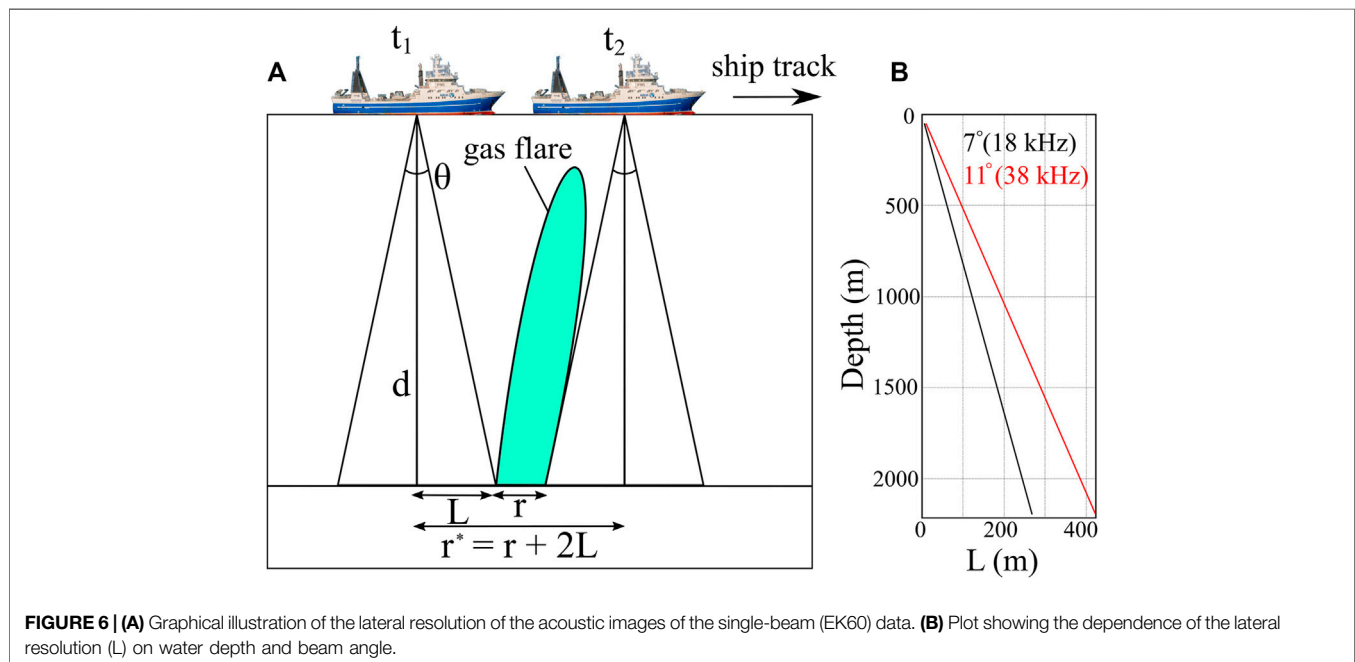 t₁
t₂
A
ship track
B
gas flare
θ
d
L
r
r* = r + 2L
0
7°(18 kHz)
11°(38 kHz)
500
1000
1500
2000
Depth (m)
0
200
400
L (m)
FIGURE 6 | (A) Graphical illustration of the lateral resolution of the acoustic images of the single-beam (EK60) data. (B) Plot showing the dependence of the lateral
resolution (L) on water depth and beam angle.